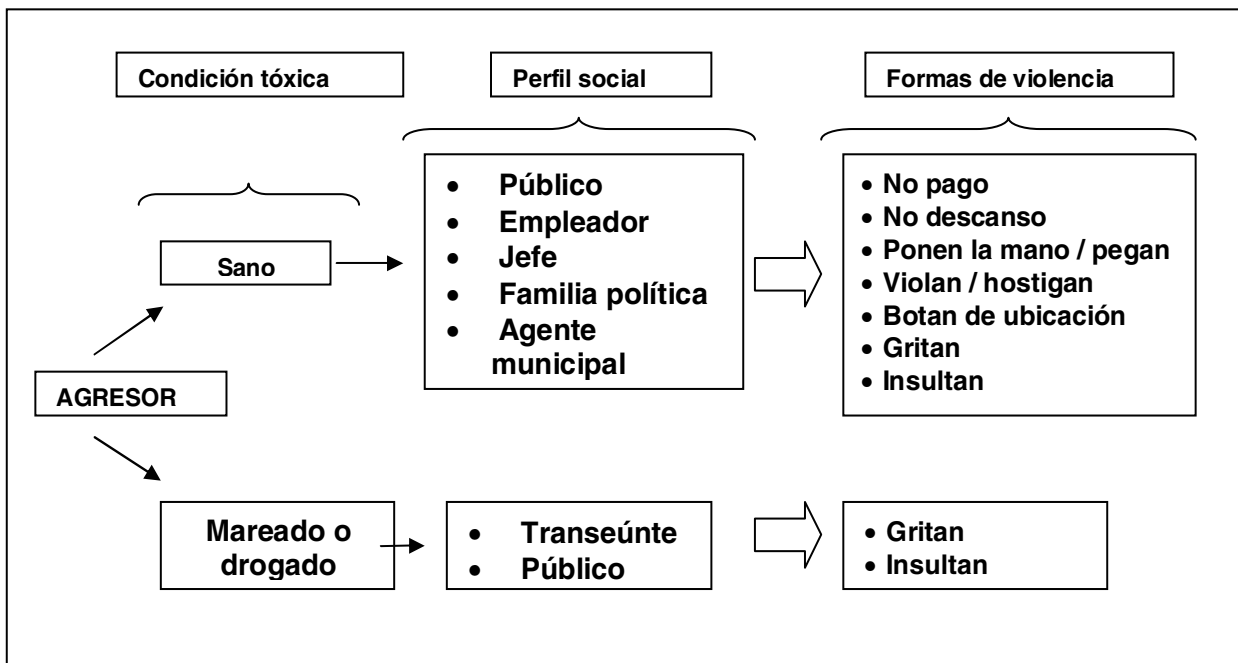 Condición tóxica
Perfil social
Formas de violencia
• Público
• Empleador
• Jefe
• Familia política
• Agente
municipal
• No pago
• No descanso
• Ponen la mano / pegan
• Violan / hostigan
• Botan de ubicación
• Gritan
• Insultan
Sano
AGRESOR
Mareado o
drogado
• Transeúnte
• Público
• Gritan
• Insultan